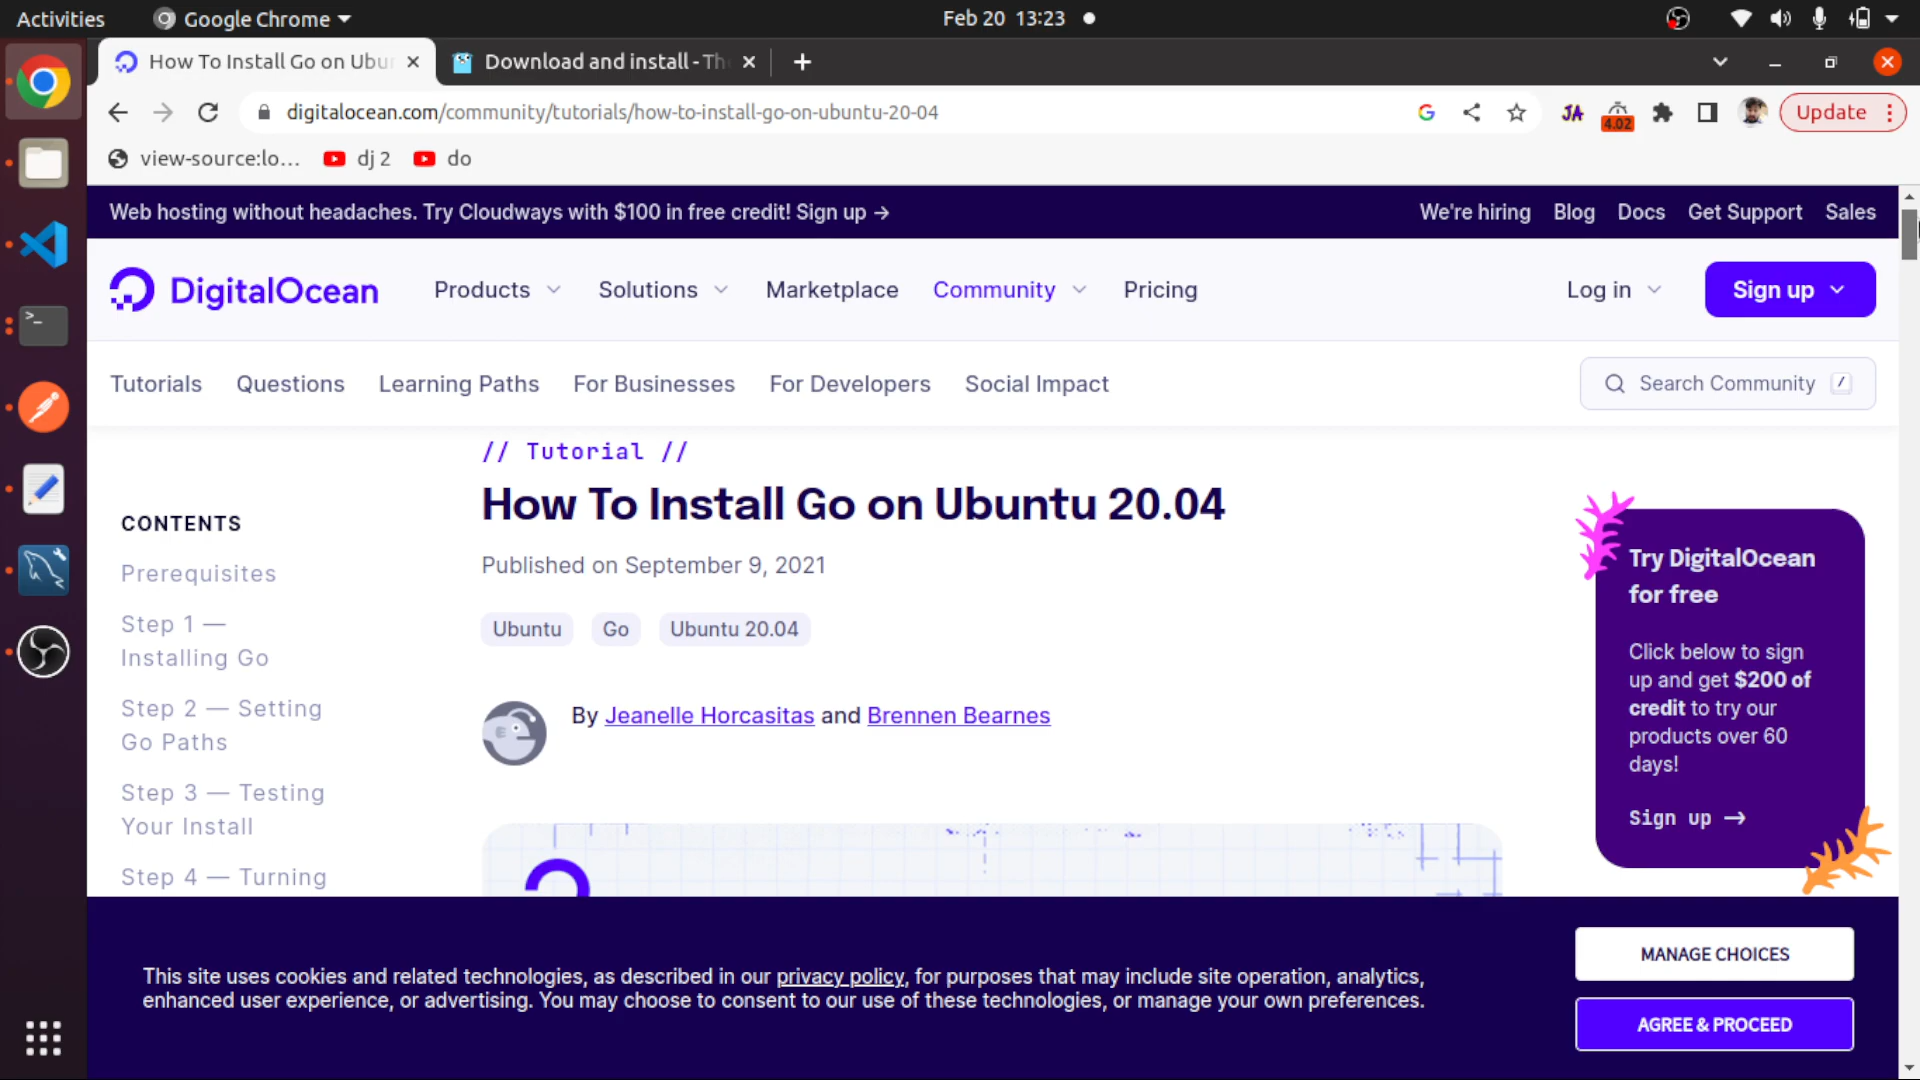 Activities Google Chrome Feb 20 13:23
How To Install Go on Ubu Download and install - Th
digitalocean.com/community/tutorials/how-to-install-go-on-ubuntu-20-04 JA 4.02 Update
view-source:lo... dj 2 do
Web hosting without headaches. Try Cloudways with $100 in free credit! Sign up → We're hiring Blog Docs Get Support Sales
DigitalOcean Products Solutions Marketplace Community Pricing Log in Sign up
Tutorials Questions Learning Paths For Businesses For Developers Social Impact Search Community /
// Tutorial //
How To Install Go on Ubuntu 20.04
Published on September 9, 2021
Ubuntu Go Ubuntu 20.04
By Jeanelle Horcasitas and Brennen Bearnes
CONTENTS
Prerequisites
Step 1 —
Installing Go
Step 2 — Setting
Go Paths
Step 3 — Testing
Your Install
Step 4 — Turning
Try DigitalOcean
for free
Click below to sign
up and get $200 of
credit to try our
products over 60
days!
Sign up →
This site uses cookies and related technologies, as described in our privacy policy, for purposes that may include site operation, analytics,
enhanced user experience, or advertising. You may choose to consent to our use of these technologies, or manage your own preferences.
MANAGE CHOICES
AGREE & PROCEED